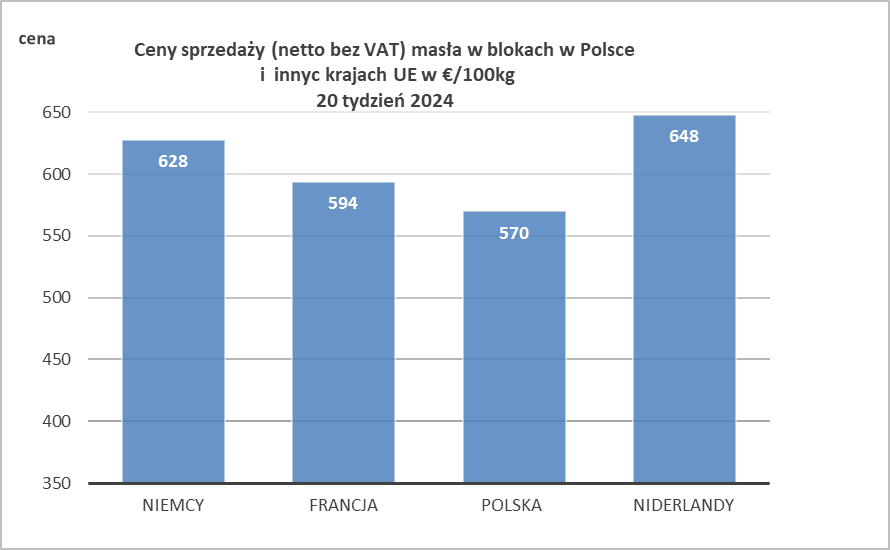 cena
Ceny sprzedaży (netto bez VAT) masła w blokach w Polsce
i innyc krajach UE w €/100kg
20 tydzień 2024
650
600
550
500
450
400
350
628
594
570
648
NIEMCY
FRANCJA
POLSKA
NIDERLANDY